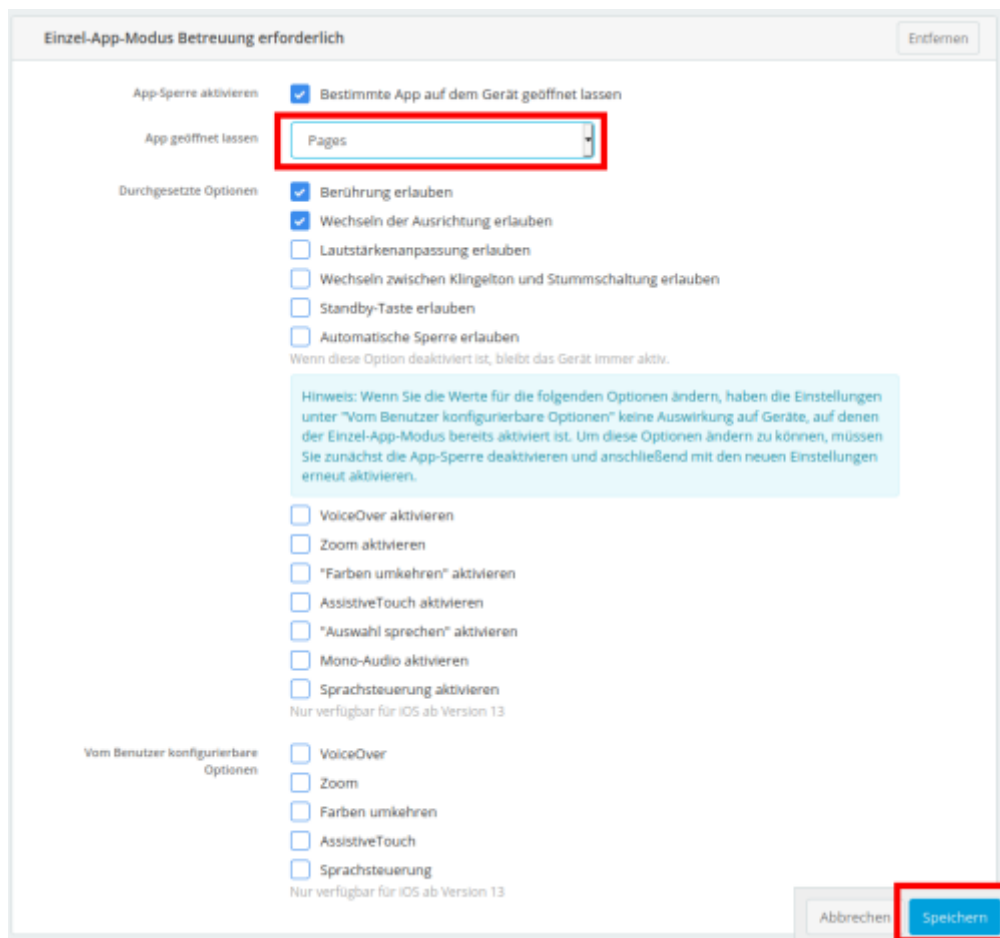 Einzel-App-Modus Betreuung erforderlich
Entfernen
App-Sperre aktivieren
Bestimmte App auf dem Gerät geöffnet lassen
App geöffnet lassen
Pages
Durchgesetzte Optionen
Berührung erlauben
Wechseln der Ausrichtung erlauben
Lautstärkenanpassung erlauben
Wechseln zwischen Klingelton und Stummschaltung erlauben
Standby-Taste erlauben
Automatische Sperre erlauben
Wenn diese Option deaktiviert ist, bleibt das Gerät immer aktiv.
Hinweis: Wenn Sie die Werte für die folgenden Optionen ändern, haben die Einstellungen
unter "Vom Benutzer konfigurierbare Optionen" keine Auswirkung auf Geräte, auf denen
der Einzel-App-Modus bereits aktiviert ist. Um diese Optionen ändern zu können, müssen
Sie zunächst die App-Sperre deaktivieren und anschließend mit den neuen Einstellungen
erneut aktivieren.
VoiceOver aktivieren
Zoom aktivieren
"Farben umkehren" aktivieren
AssistiveTouch aktivieren
"Auswahl sprechen" aktivieren
Mono-Audio aktivieren
Sprachsteuerung aktivieren
Nur verfügbar für iOS ab Version 13
Vom Benutzer konfigurierbare
Optionen
VoiceOver
Zoom
Farben umkehren
AssistiveTouch
Sprachsteuerung
Nur verfügbar für iOS ab Version 13
Abbrechen
Speichern